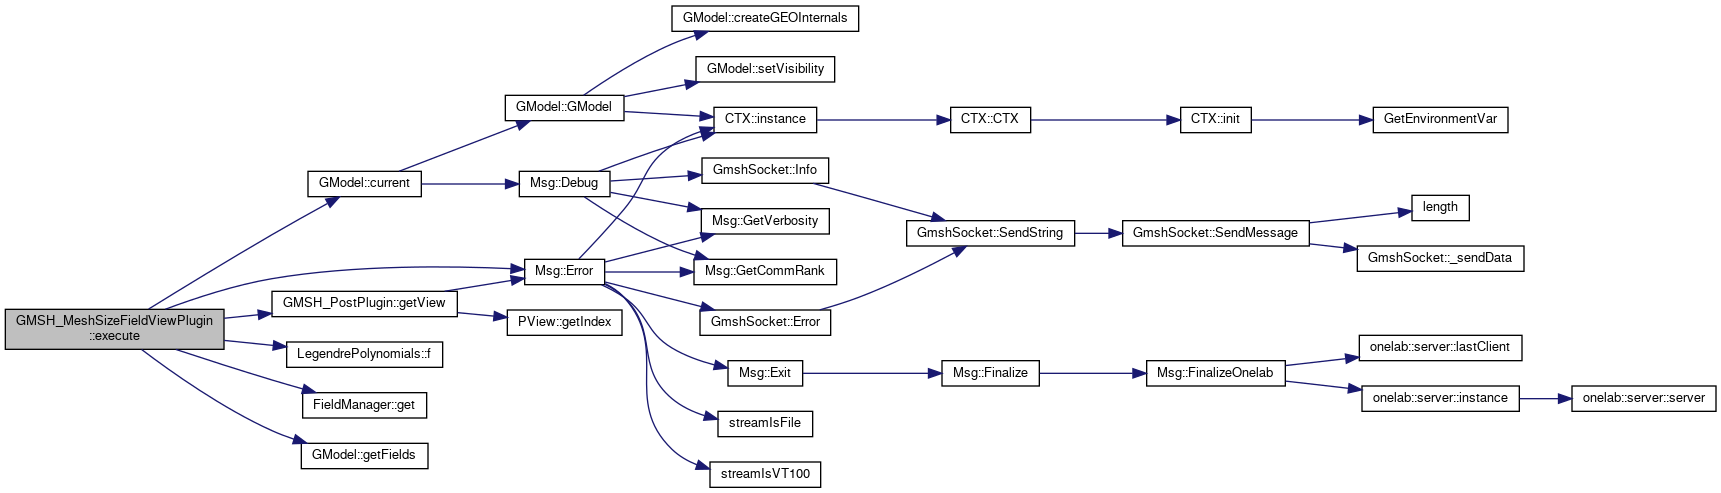 GMSH_MeshSizeFieldViewPlugin
::execute
GModel::current
GMSH_PostPlugin::getView
LegendrePolynomials::f
FieldManager::get
GModel::getFields
GModel::GModel
Msg::Debug
Msg::Error
PView::getIndex
GModel::createGEOInternals
GModel::setVisibility
CTX::instance
GmshSocket::Info
Msg::GetVerbosity
Msg::GetCommRank
GmshSocket::Error
Msg::Exit
streamIsFile
streamIsVT100
CTX::CTX
GmshSocket::SendString
Msg::Finalize
CTX::init
GmshSocket::SendMessage
Msg::FinalizeOnelab
GetEnvironmentVar
length
GmshSocket::_sendData
onelab::server::lastClient
onelab::server::instance
onelab::server::server